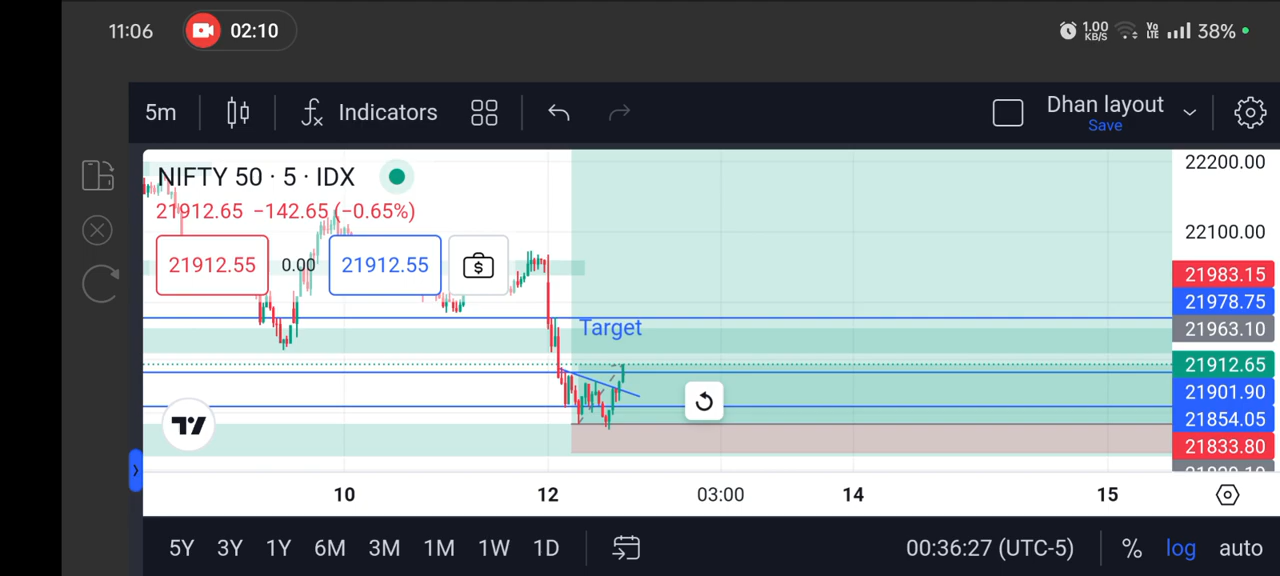 11:06 02:10 1.00 KB/S Vo LTE 38%
5m Indicators Dhan layout
Save
NIFTY 50 · 5 · IDX
21912.65 −142.65 (−0.65%)
21912.55 0.00 21912.55
Target
22200.00
22100.00
21983.15
21978.75
21963.10
21912.65
21901.90
21854.05
21833.80
10 12 03:00 14 15
5Y 3Y 1Y 6M 3M 1M 1W 1D 00:36:27 (UTC-5) % log auto